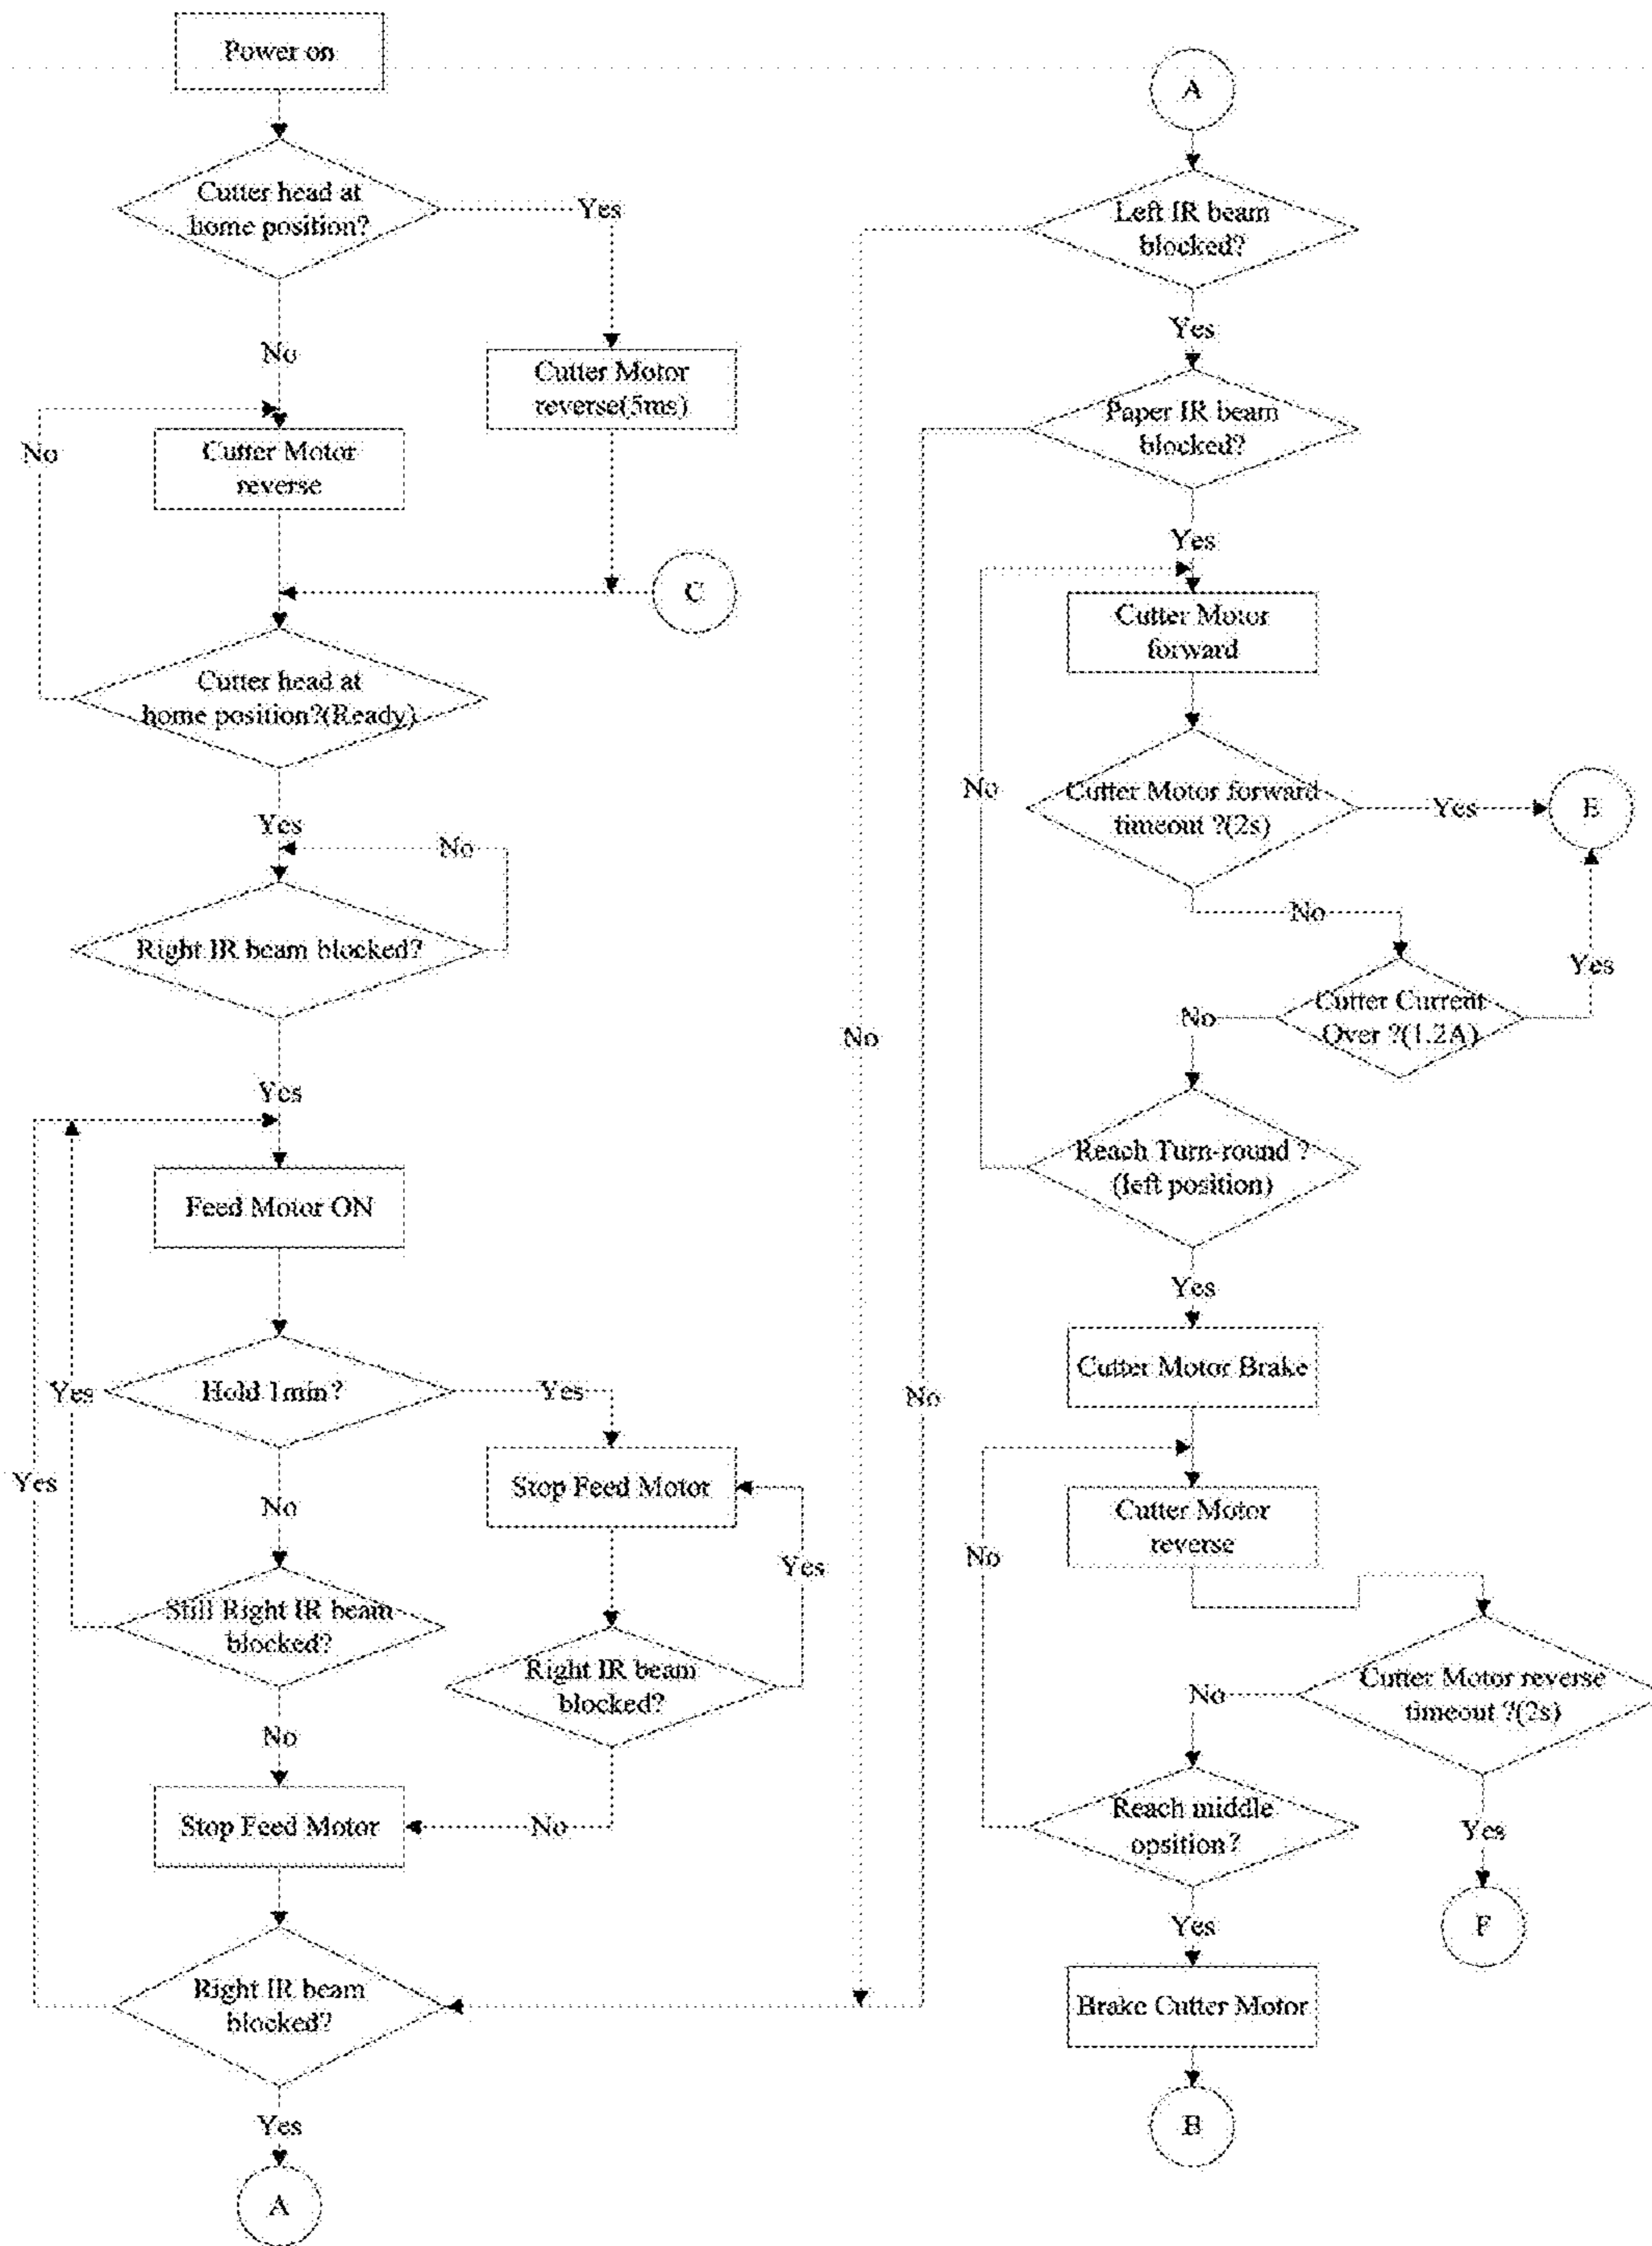 Power on
Cutter head at
home position?
Yes
No
Cutter Motor
reverse(5ms)
No
Cutter Motor
reverse
C
Cutter head at
home position?(Ready)
Yes
No
Right IR beam blocked?
Yes
Feed Motor ON
Hold 1min?
Yes
Yes
Yes
Stop Feed Motor
No
Yes
Still Right IR beam
blocked?
Right IR beam
blocked?
No
Stop Feed Motor
No
Right IR beam
blocked?
Yes
A
A
Left IR beam
blocked?
Yes
Paper IR beam
blocked?
Yes
Cutter Motor
forward
No
Cutter Motor forward
timeout ?(2s)
Yes
E
No
Yes
Cutter Current
Over ?(1.2A)
No
No
Reach Turn-round ?
(left position)
Yes
Cutter Motor Brake
No
Cutter Motor
reverse
No
Cutter Motor reverse
timeout ?(2s)
No
Reach middle
opsition?
Yes
F
Yes
Brake Cutter Motor
B